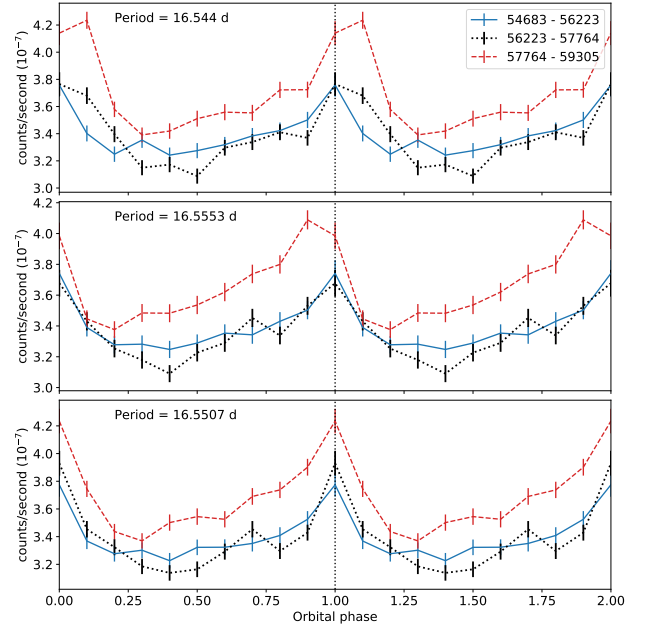 Period = 16.544 d
54683 - 56223
56223 - 57764
57764 - 59305
counts/second (10⁻⁷)
4.2
4.0
3.8
3.6
3.4
3.2
3.0
Period = 16.5553 d
counts/second (10⁻⁷)
4.2
4.0
3.8
3.6
3.4
3.2
3.0
Period = 16.5507 d
counts/second (10⁻⁷)
4.2
4.0
3.8
3.6
3.4
3.2
0.00 0.25 0.50 0.75 1.00 1.25 1.50 1.75 2.00
Orbital phase